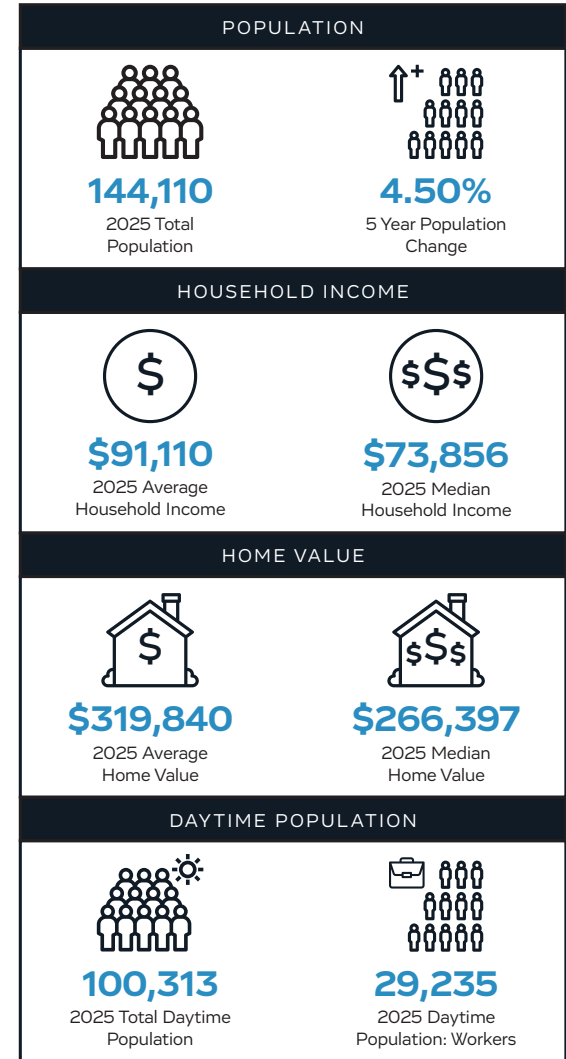 POPULATION
144,110
2025 Total
Population
4.50%
5 Year Population
Change
HOUSEHOLD INCOME
$
$91,110
2025 Average
Household Income
$$$
$73,856
2025 Median
Household Income
HOME VALUE
$
$319,840
2025 Average
Home Value
$$$
$266,397
2025 Median
Home Value
DAYTIME POPULATION
100,313
2025 Total Daytime
Population
29,235
2025 Daytime
Population: Workers